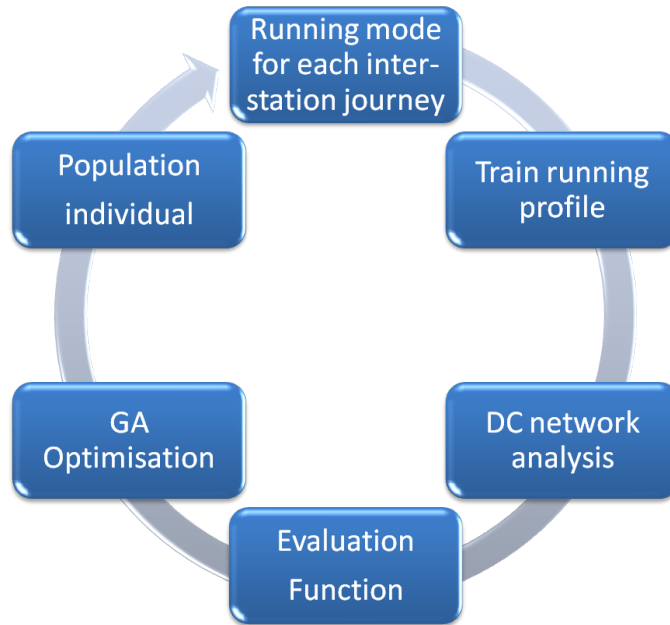 Running mode
for each inter-
station journey
Train running
profile
DC network
analysis
Evaluation
Function
GA
Optimisation
Population
individual